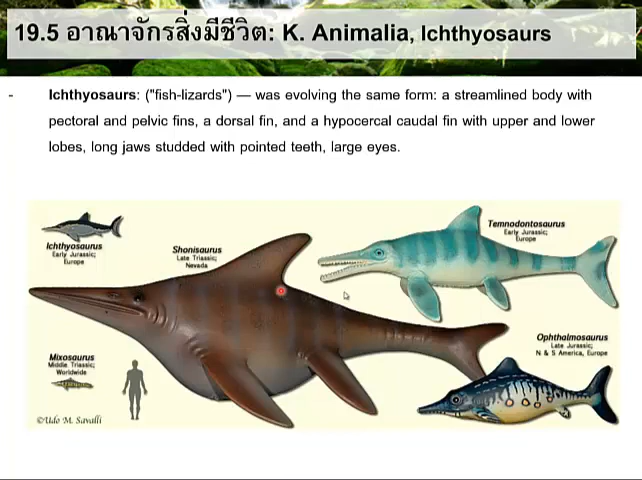 19.5 อาณาจักรสิ่งมีชีวิต: K. Animalia, Ichthyosaurs
- Ichthyosaurs: ("fish-lizards") — was evolving the same form: a streamlined body with
pectoral and pelvic fins, a dorsal fin, and a hypocercal caudal fin with upper and lower
lobes, long jaws studded with pointed teeth, large eyes.
Ichthyosaurus
Early Jurassic;
Europe
Shonisaurus
Late Triassic;
Nevada
Temnodontosaurus
Early Jurassic;
Europe
Mixosaurus
Middle Triassic;
Worldwide
Ophthalmosaurus
Late Jurassic;
N & S America, Europe
©Udo M. Savalli